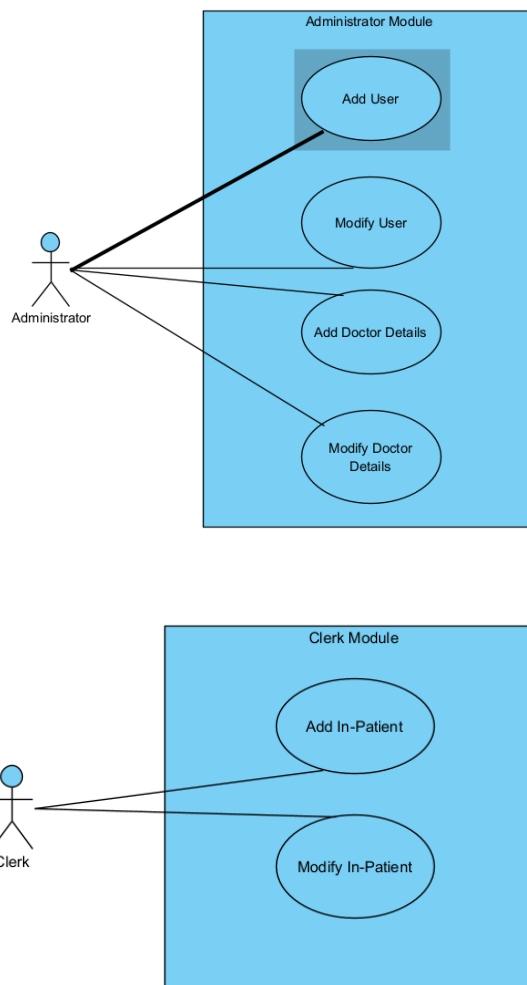 Administrator Module
Add User
Modify User
Administrator
Add Doctor Details
Modify Doctor
Details
Clerk Module
Add In-Patient
Clerk
Modify In-Patient